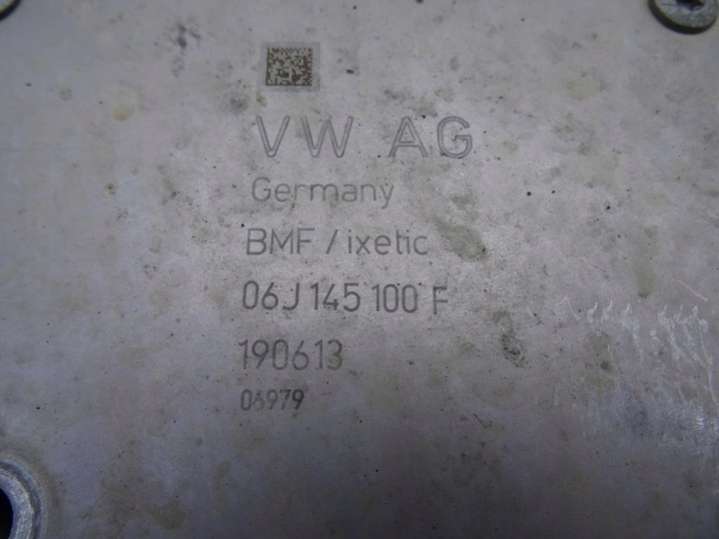 VW AG
Germany
BMF / ixetic
06J 145 100 F
190613
06979